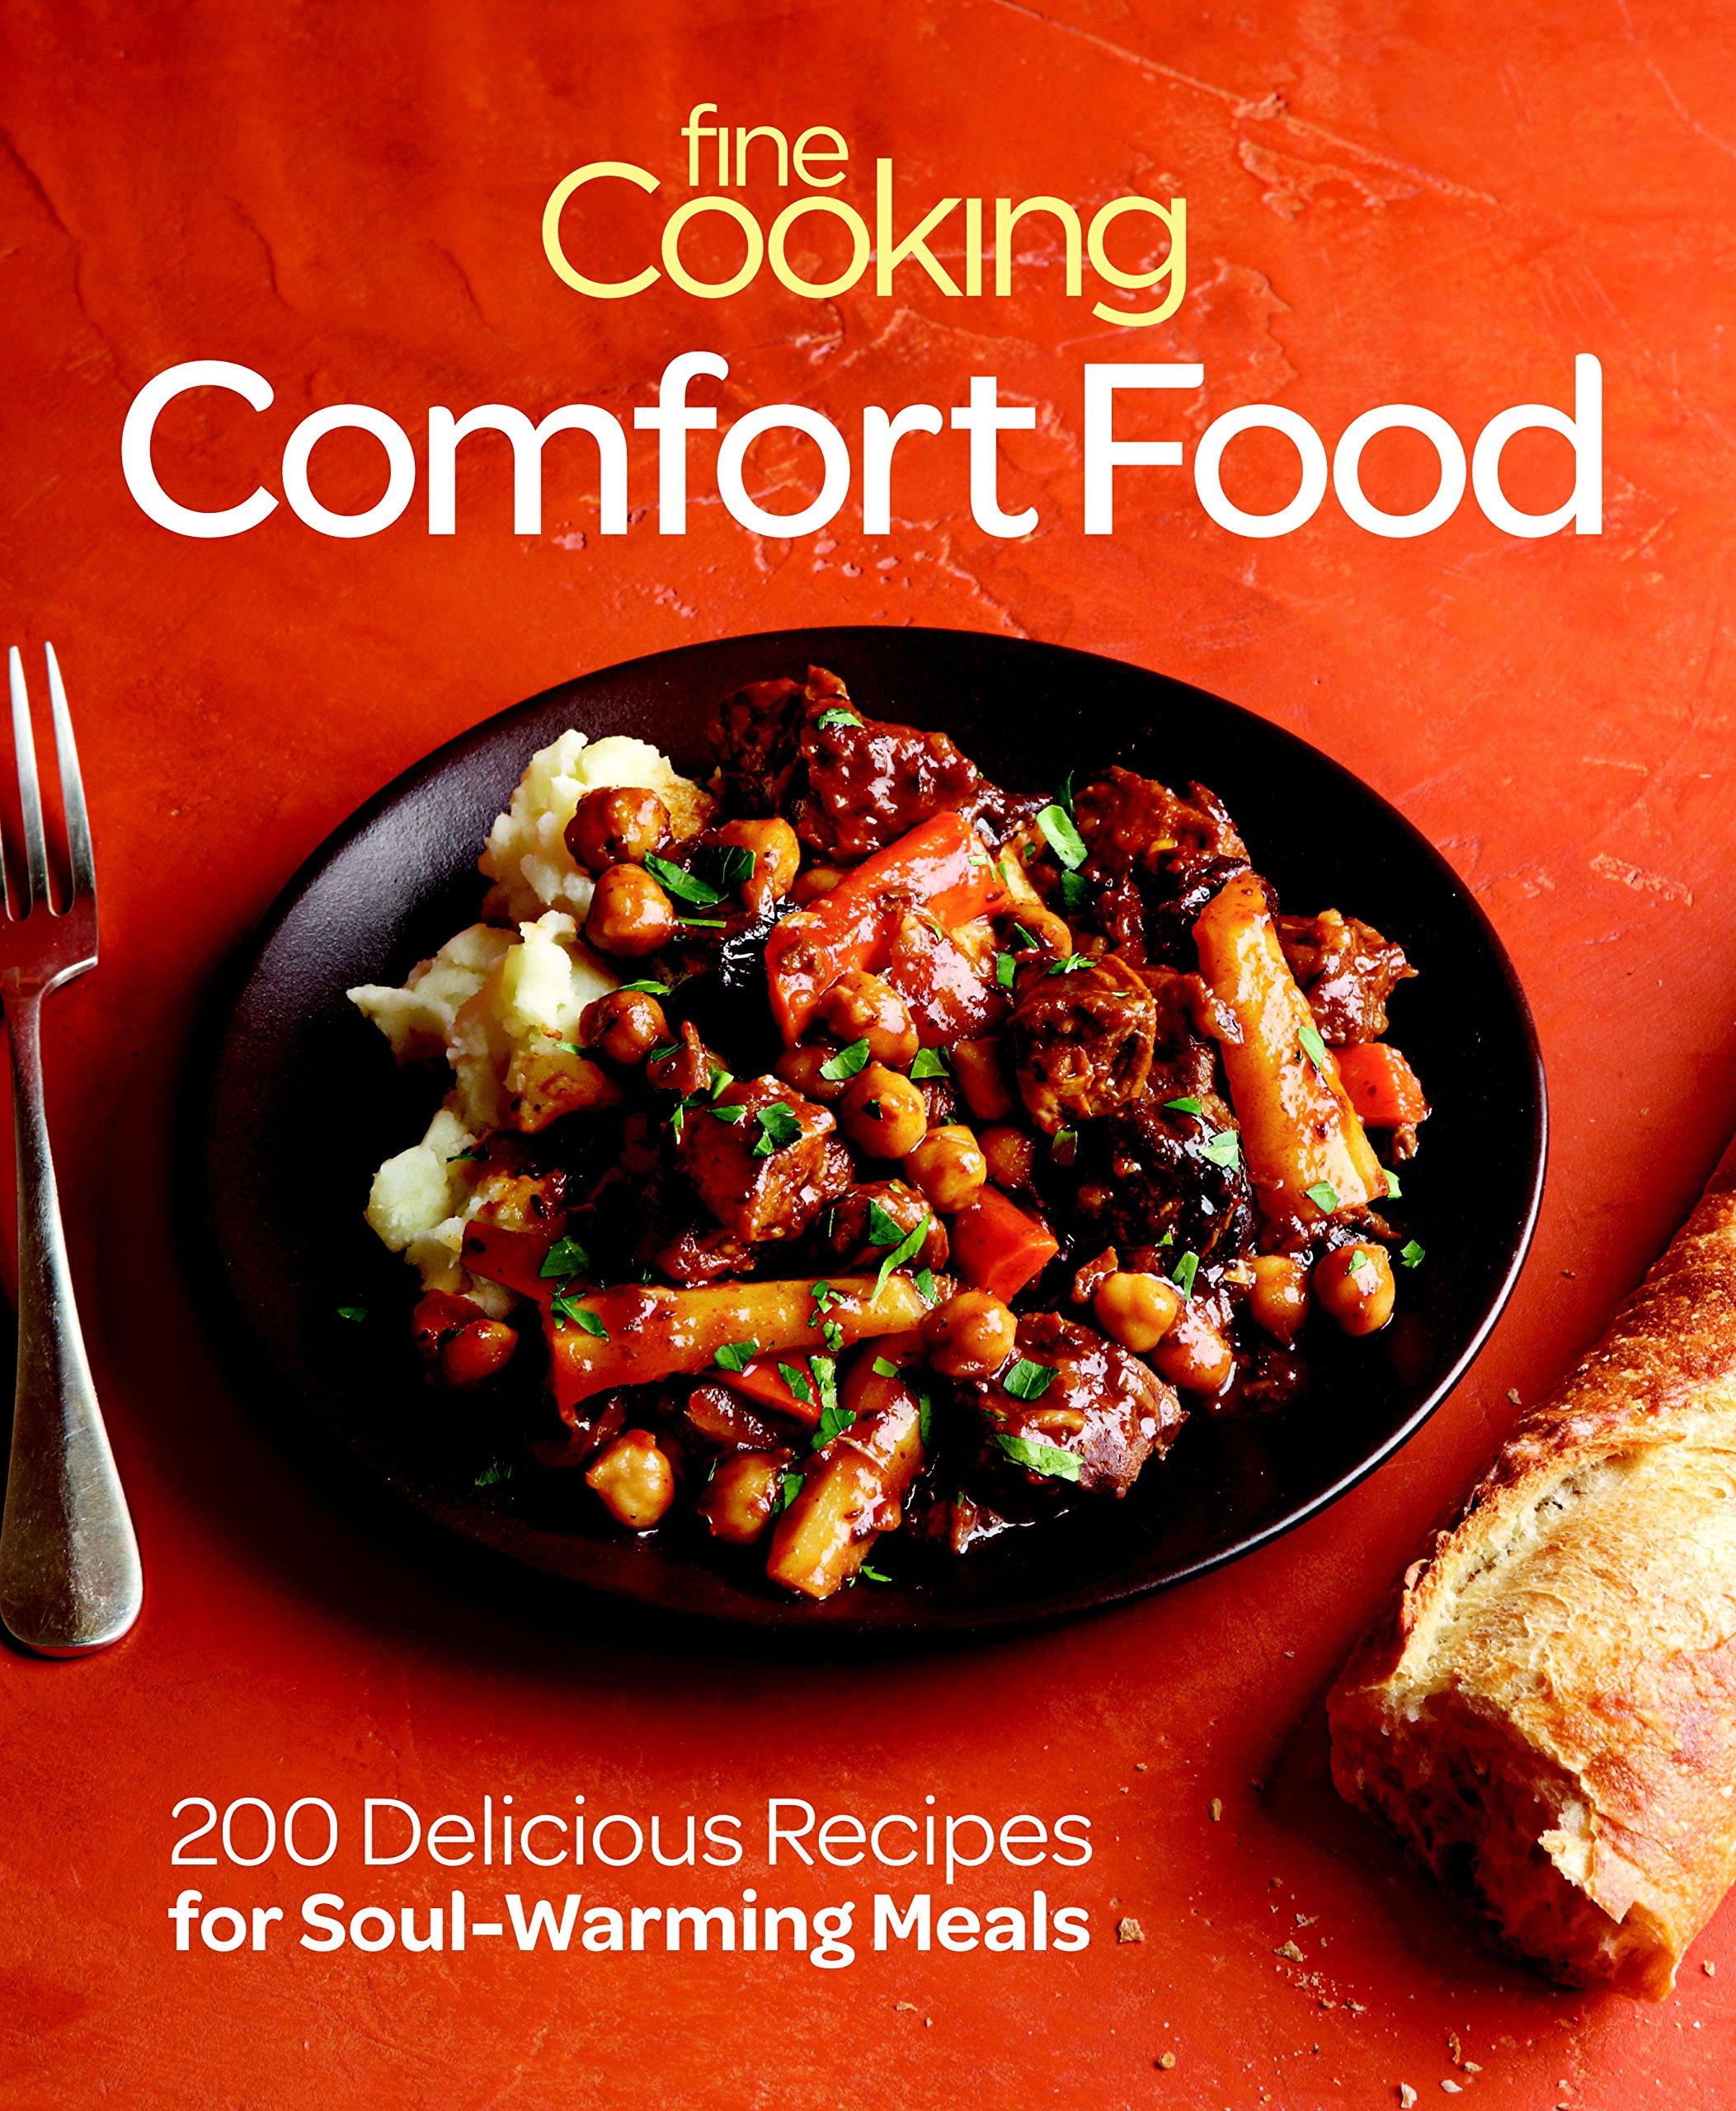 fine
Cooking
Comfort Food
200 Delicious Recipes
for Soul-Warming Meals